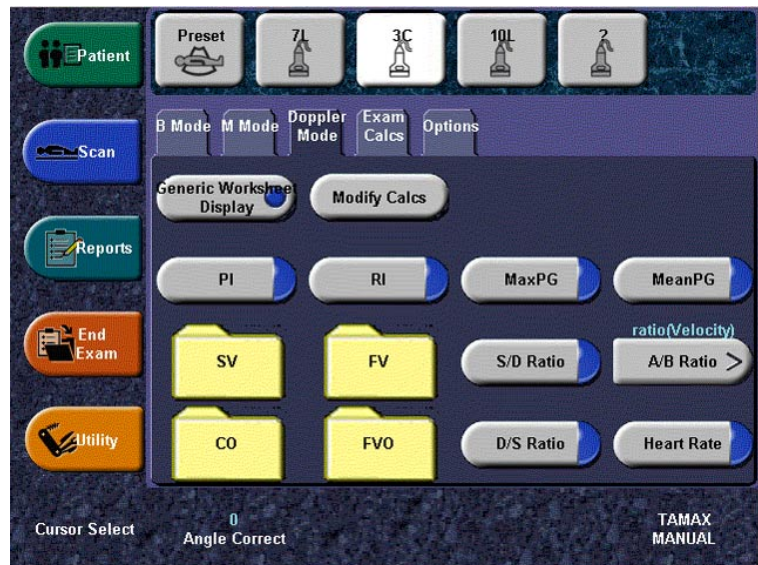 Patient
Preset
7L
3C
10L
?
B Mode
M Mode
Doppler
Mode
Exam
Calcs
Options
Scan
Generic Worksheet
Display
Modify Calcs
Reports
PI
RI
MaxPG
MeanPG
ratio(Velocity)
End
Exam
SV
FV
S/D Ratio
A/B Ratio >
Utility
CO
FVO
D/S Ratio
Heart Rate
Cursor Select
0
Angle Correct
TAMAX
MANUAL